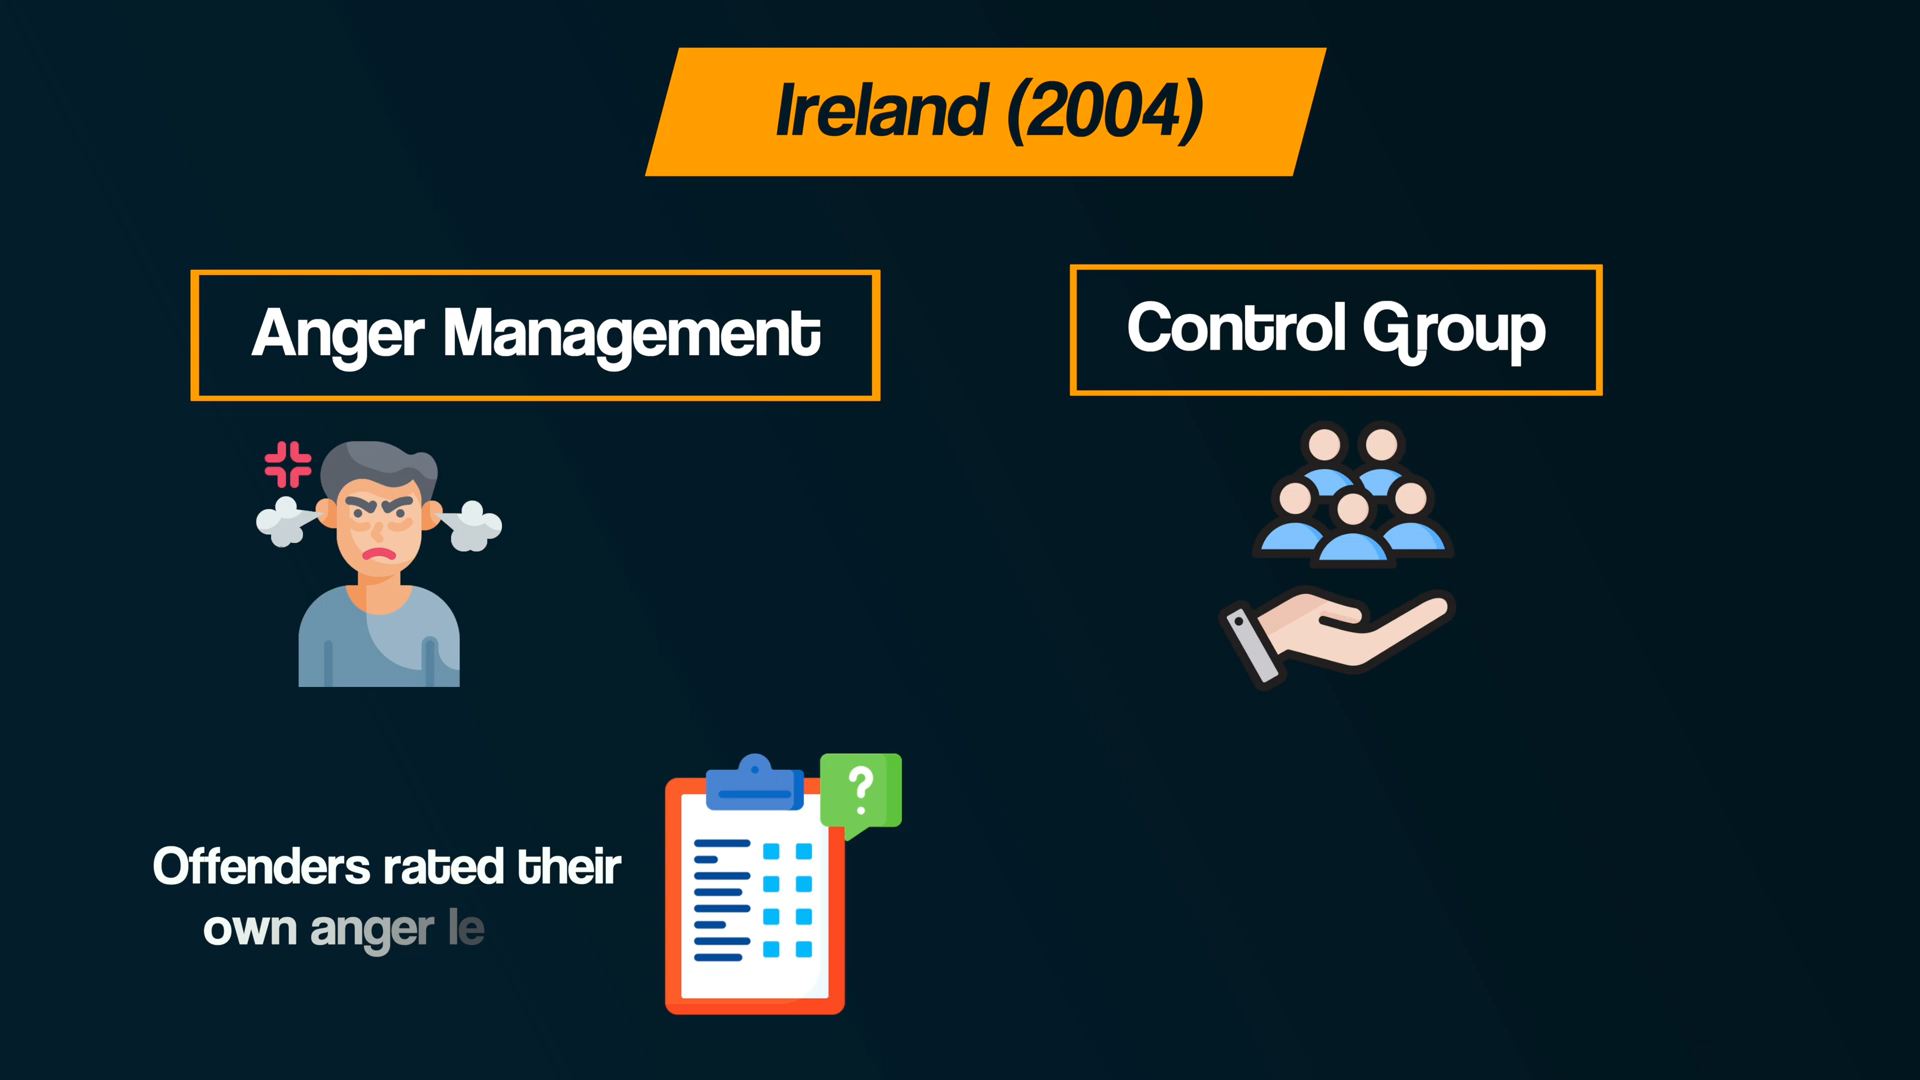 Ireland (2004)
Anger Management
Control Group
?
Offenders rated their
own anger le